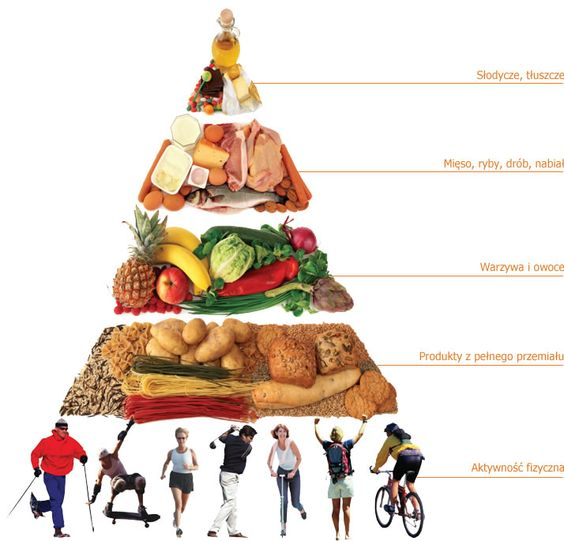 Słodycze, tłuszcze
Mięso, ryby, drób, nabiał
Warzywa i owoce
Produkty z pełnego przemiału
Aktywność fizyczna